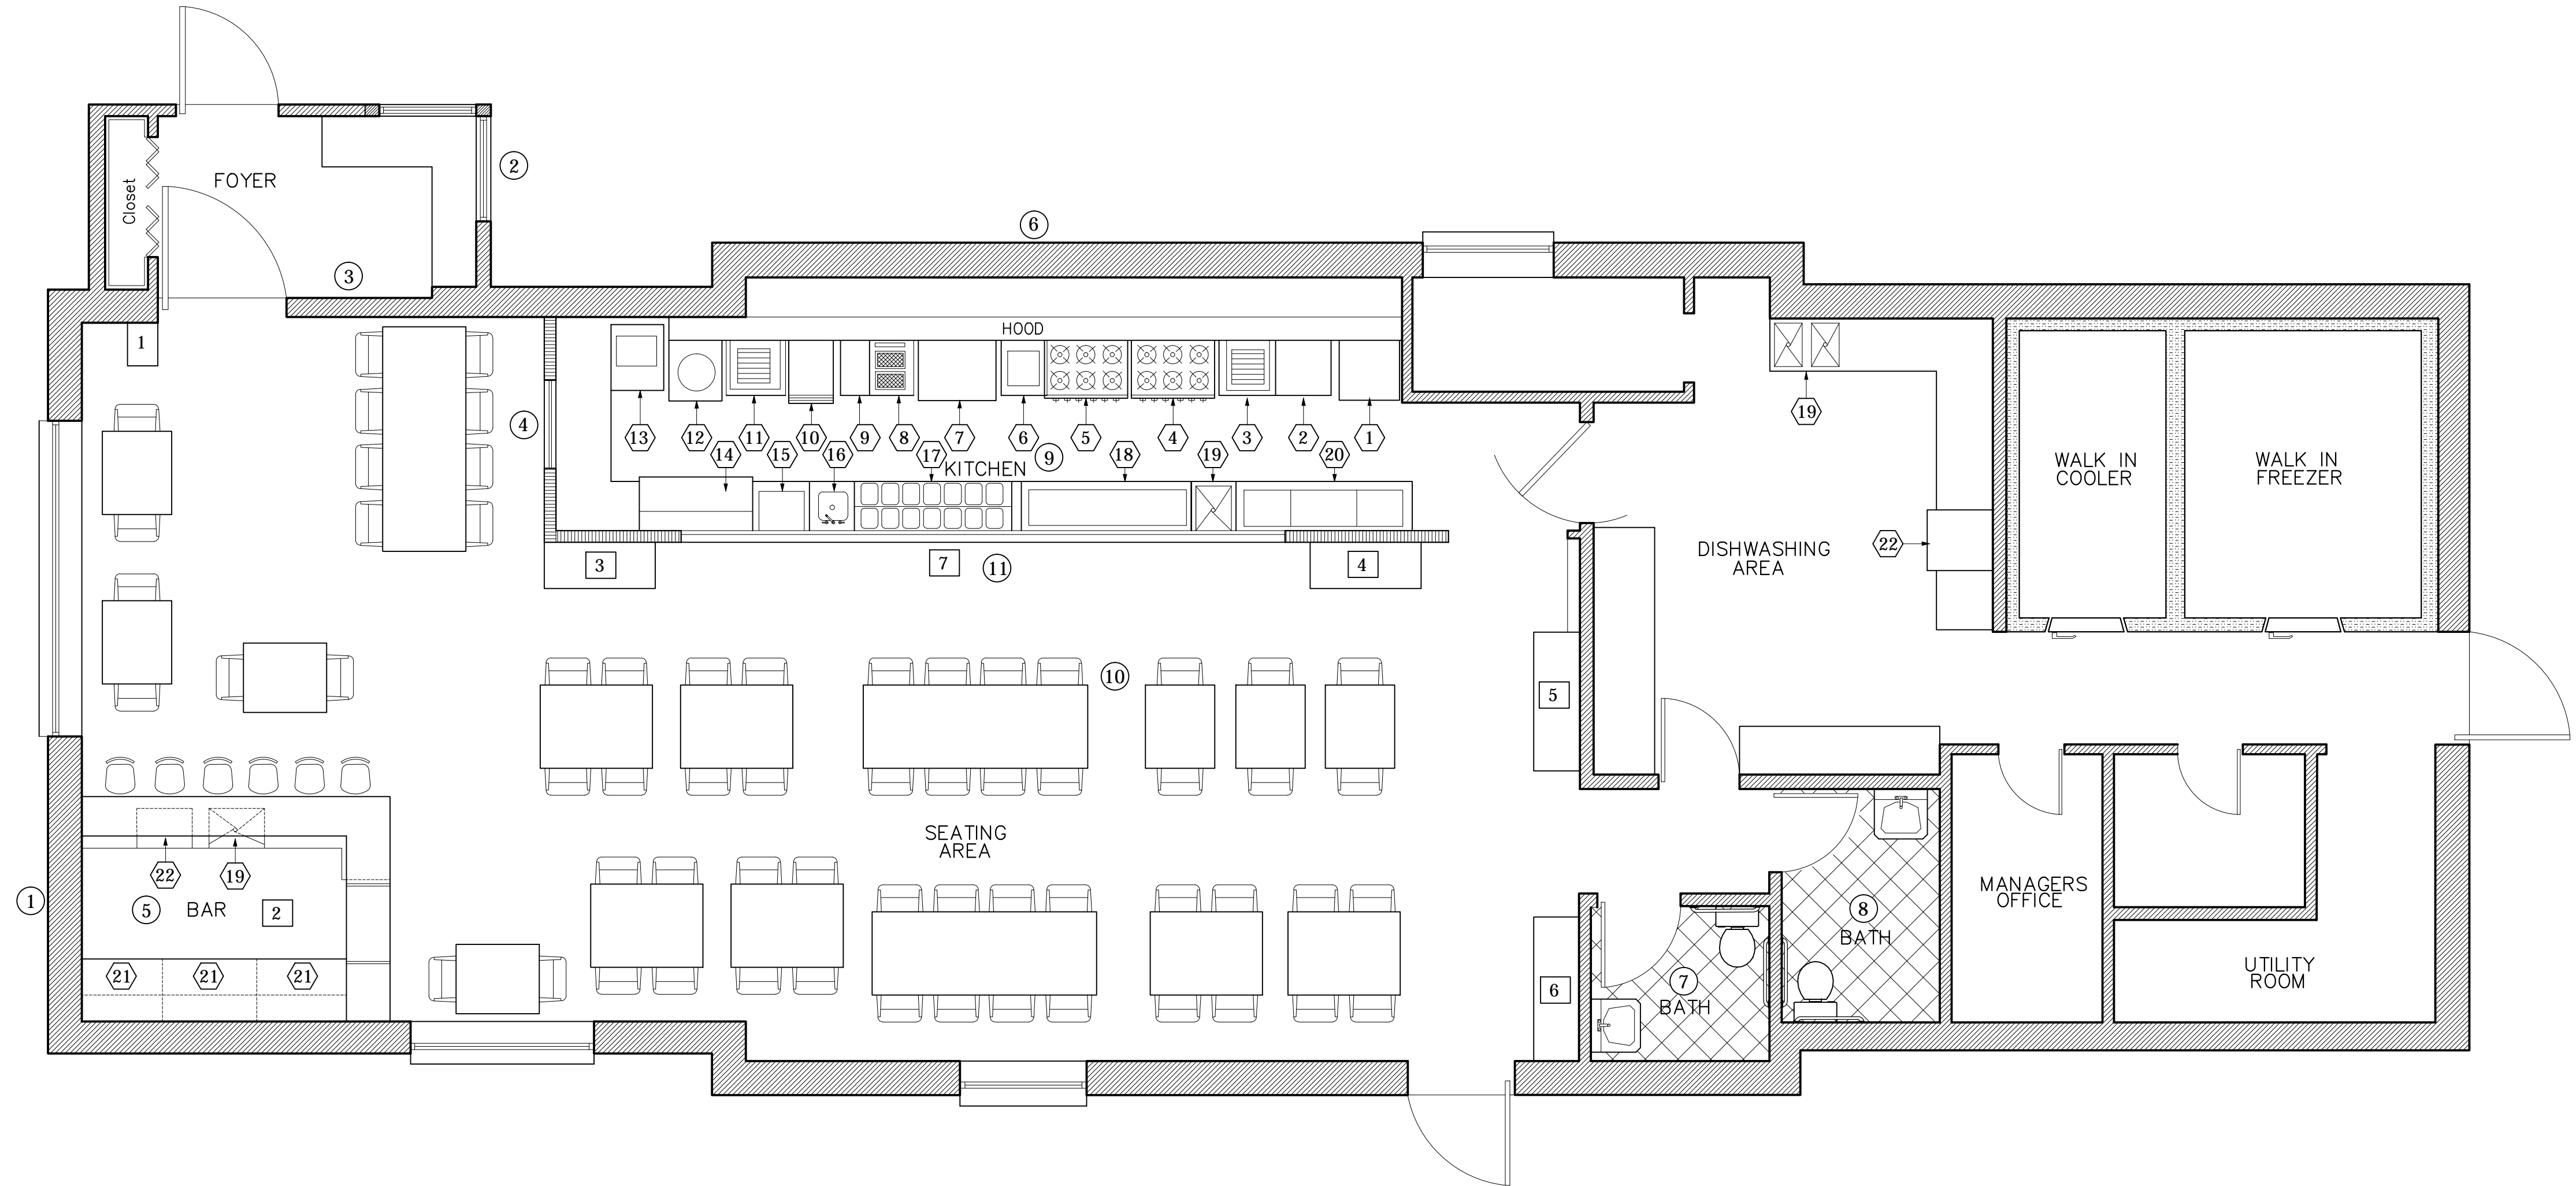 2
FOYER
Closet
6
3
1
HOOD
4
13
12
11
10
9
8
7
6
5
4
3
2
1
19
14
15
16
17
KITCHEN
9
18
19
20
WALK IN
COOLER
WALK IN
FREEZER
22
DISHWASHING
AREA
3
7
11
4
10
5
SEATING
AREA
22
19
1
5
BAR
2
21
21
21
MANAGERS
OFFICE
8
BATH
7
BATH
6
UTILITY
ROOM